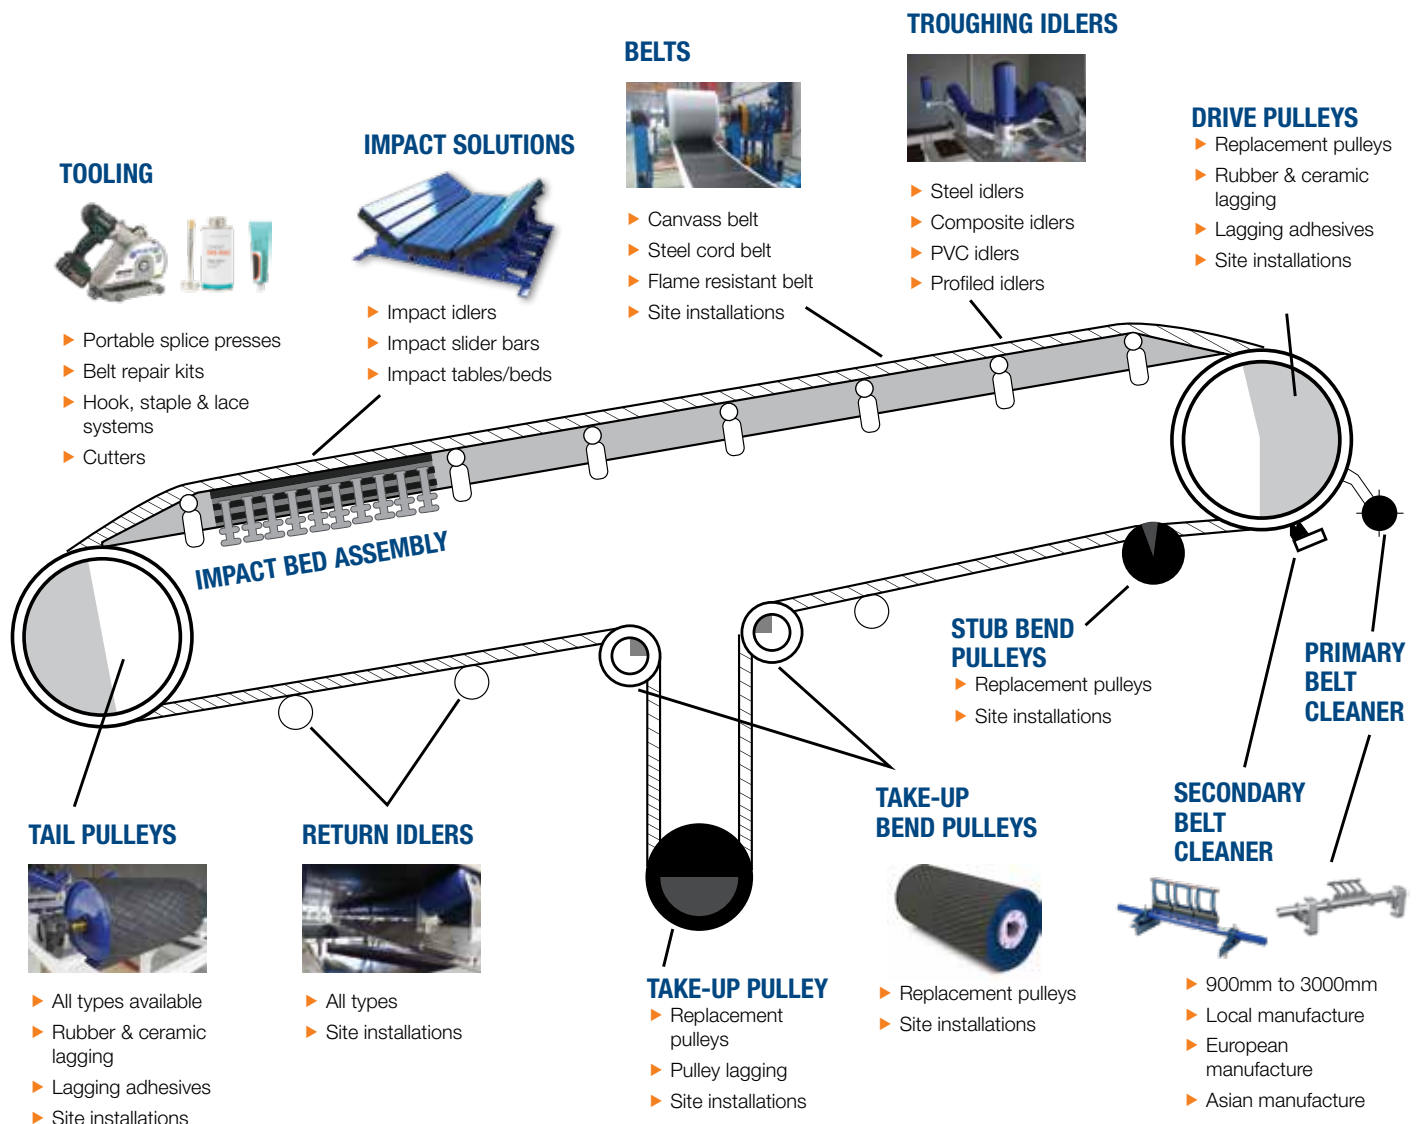 TROUGHING IDLERS
Steel idlers
Composite idlers
PVC idlers
Profiled idlers
BELTS
Canvass belt
Steel cord belt
Flame resistant belt
Site installations
DRIVE PULLEYS
Replacement pulleys
Rubber & ceramic
lagging
Lagging adhesives
Site installations
IMPACT SOLUTIONS
Impact idlers
Impact slider bars
Impact tables/beds
TOOLING
Portable splice presses
Belt repair kits
Hook, staple & lace
systems
Cutters
IMPACT BED ASSEMBLY
STUB BEND
PULLEYS
Replacement pulleys
Site installations
PRIMARY
BELT
CLEANER
SECONDARY
BELT
CLEANER
900mm to 3000mm
Local manufacture
European
manufacture
Asian manufacture
TAKE-UP
BEND PULLEYS
Replacement pulleys
Site installations
TAIL PULLEYS
All types available
Rubber & ceramic
lagging
Lagging adhesives
Site installations
RETURN IDLERS
All types
Site installations
TAKE-UP PULLEY
Replacement
pulleys
Pulley lagging
Site installations